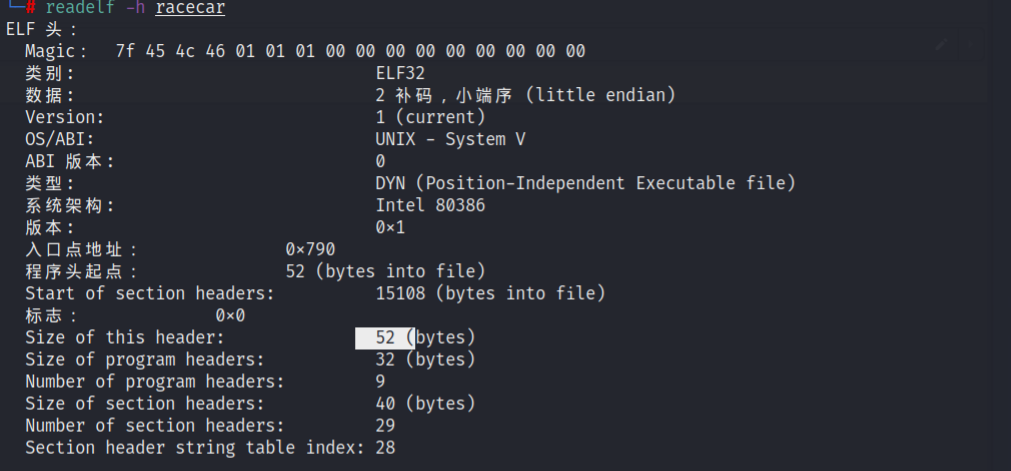 └─# readelf -h racecar
ELF 头：
  Magic：  7f 45 4c 46 01 01 01 00 00 00 00 00 00 00 00 00
  类别:                              ELF32
  数据:                              2 补码，小端序 (little endian)
  Version:                           1 (current)
  OS/ABI:                            UNIX - System V
  ABI 版本:                          0
  类型:                              DYN (Position-Independent Executable file)
  系统架构:                          Intel 80386
  版本:                              0×1
  入口点地址：              0×790
  程序头起点：              52 (bytes into file)
  Start of section headers:          15108 (bytes into file)
  标志：             0×0
  Size of this header:               52 (bytes)
  Size of program headers:           32 (bytes)
  Number of program headers:         9
  Size of section headers:           40 (bytes)
  Number of section headers:         29
  Section header string table index: 28